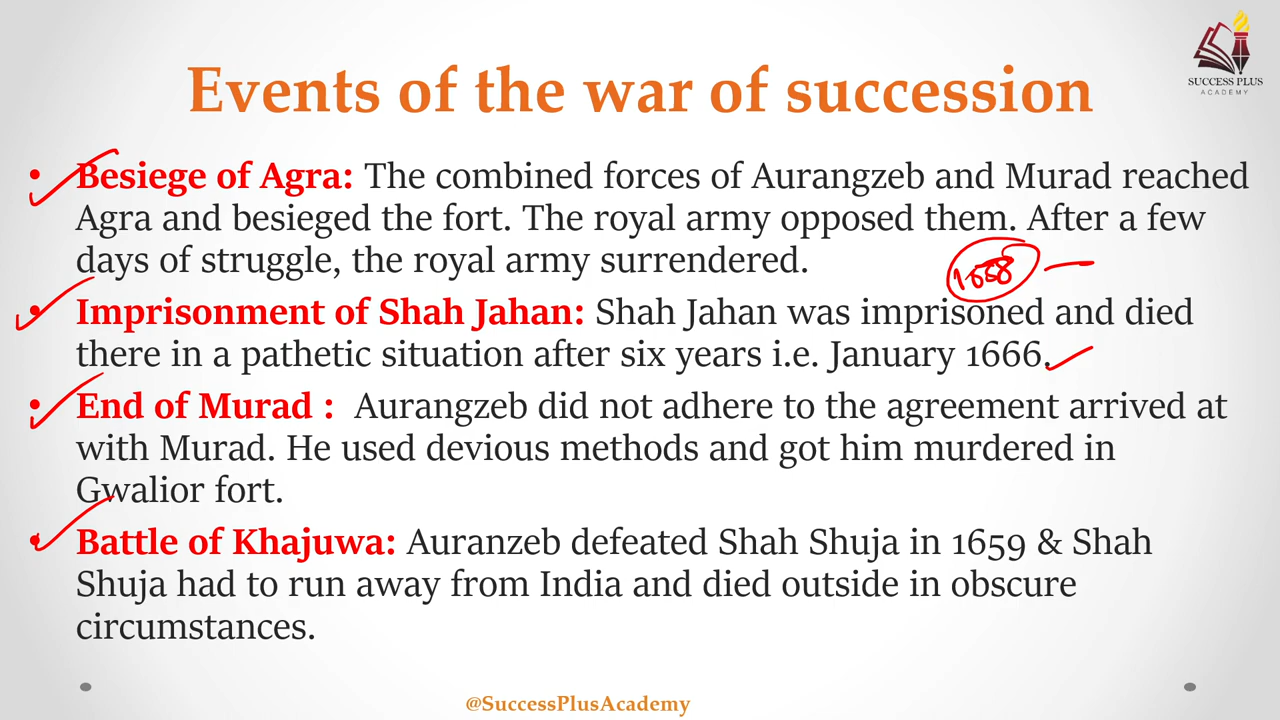 SUCCESS PLUS
ACADEMY
Events of the war of succession
• Besiege of Agra: The combined forces of Aurangzeb and Murad reached
Agra and besieged the fort. The royal army opposed them. After a few
days of struggle, the royal army surrendered.
1658
• Imprisonment of Shah Jahan: Shah Jahan was imprisoned and died
there in a pathetic situation after six years i.e. January 1666.
• End of Murad : Aurangzeb did not adhere to the agreement arrived at
with Murad. He used devious methods and got him murdered in
Gwalior fort.
• Battle of Khajuwa: Auranzeb defeated Shah Shuja in 1659 & Shah
Shuja had to run away from India and died outside in obscure
circumstances.
@SuccessPlusAcademy